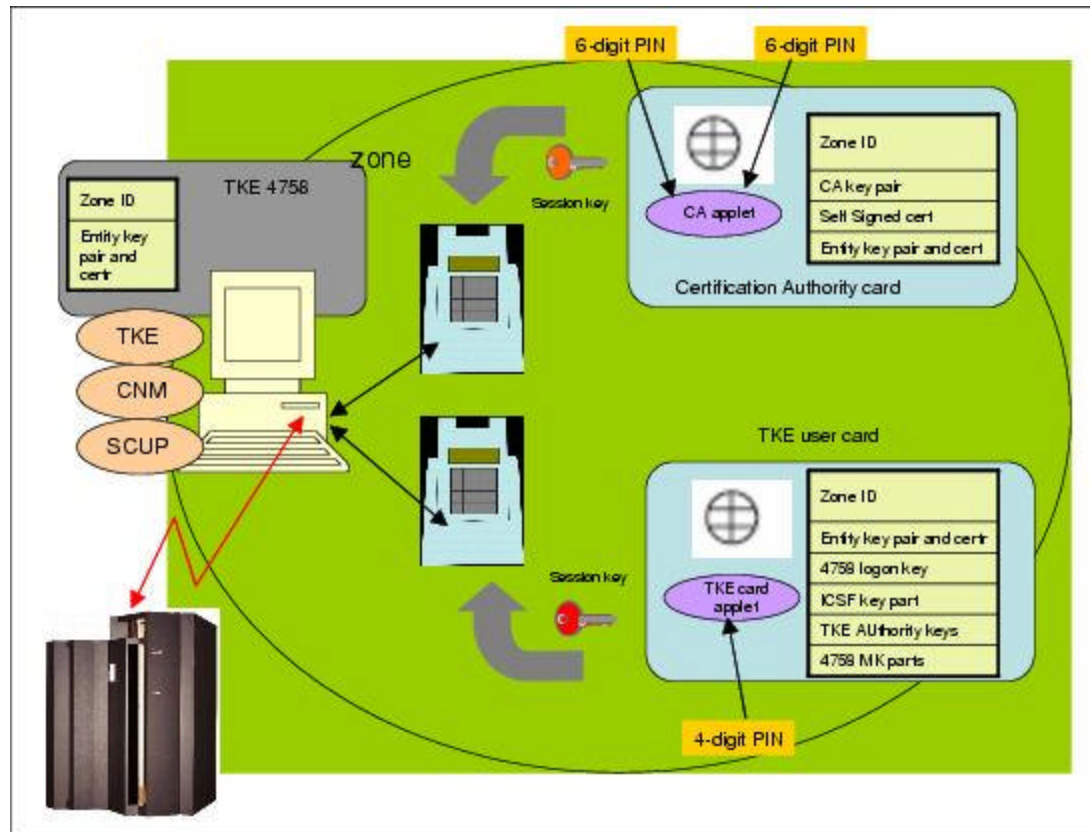 6-digit PIN
6-digit PIN
zone
TKE 4758
Zone ID
Entity key
pair and
certr
TKE
CNM
SCUP
Session key
CA applet
Zone ID
CA key pair
Self Signed cert
Entity key pair and cert
Certification Authority card
TKE user card
Session key
TKE card
applet
Zone ID
Entity key pair and certr
4758 logon key
ICSF key part
TKE AUthority keys
4758 MK parts
4-digit PIN